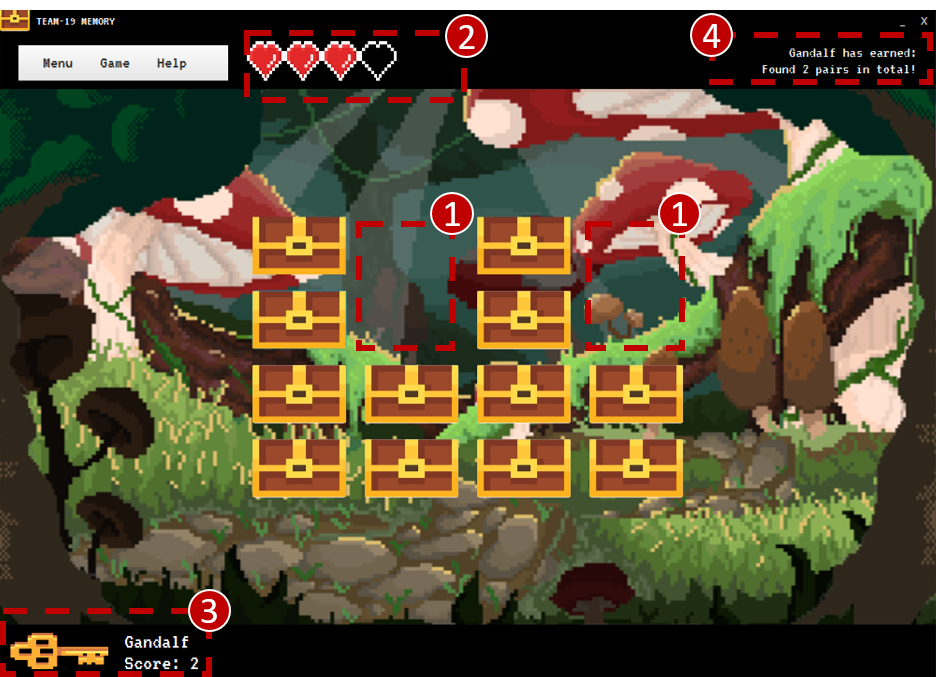 TEAM-19 MEMORY
_ X
Menu Game Help
2
4
Gandalf has earned:
Found 2 pairs in total!
1 1
3
Gandalf
Score: 2